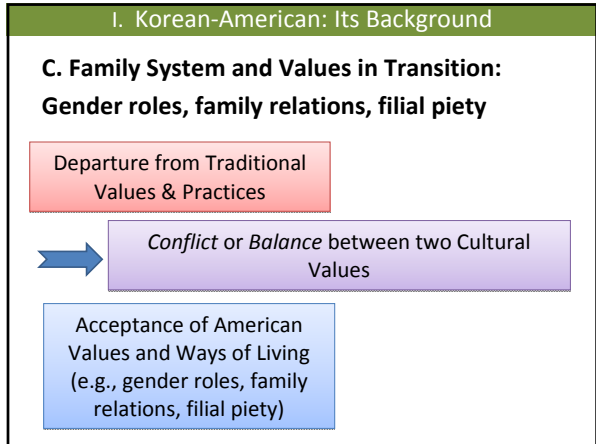 I. Korean-American: Its Background
C. Family System and Values in Transition:
Gender roles, family relations, filial piety
Departure from Traditional
Values & Practices
Conflict or Balance between two Cultural
Values
Acceptance of American
Values and Ways of Living
(e.g., gender roles, family
relations, filial piety)